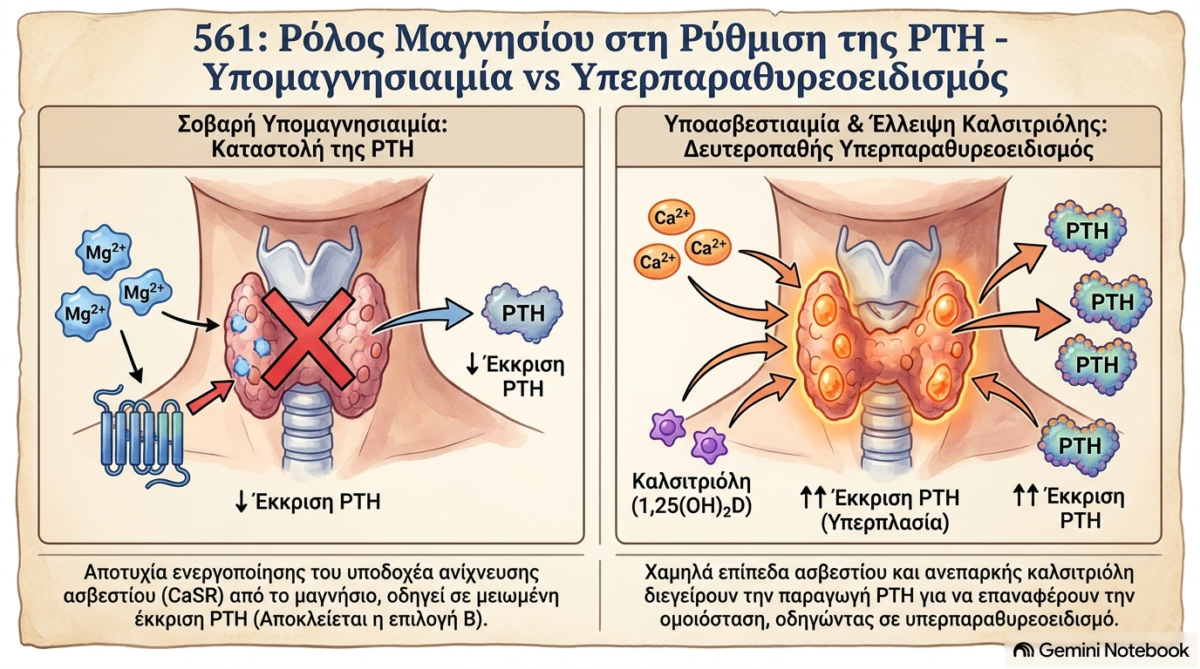 561: Ρόλος Μαγνησίου στη Ρύθμιση της PTH -
Υπομαγνησιαιμία vs Υπερπαραθυρεοειδισμός
Σοβαρή Υπομαγνησιαιμία:
Καταστολή της PTH
Mg²⁺
Mg²⁺
Mg²⁺
PTH
↓ Έκκριση
PTH
↓ Έκκριση PTH
Αποτυχία ενεργοποίησης του υποδοχέα ανίχνευσης
ασβεστίου (CaSR) από το μαγνήσιο, οδηγεί σε μειωμένη
έκκριση PTH (Αποκλείεται η επιλογή Β).
Υποασβεστιαιμία & Έλλειψη Καλσιτριόλης:
Δευτεροπαθής Υπερπαραθυρεοειδισμός
Ca²⁺
Ca²⁺
Ca²⁺
PTH
PTH
PTH
PTH
Καλσιτριόλη
(1,25(OH)₂D)
↑↑ Έκκριση PTH
(Υπερπλασία)
↑↑ Έκκριση
PTH
Χαμηλά επίπεδα ασβεστίου και ανεπαρκής καλσιτριόλη
διεγείρουν την παραγωγή PTH για να επαναφέρουν την
ομοιόσταση, οδηγώντας σε υπερπαραθυρεοειδισμό.
Gemini Notebook